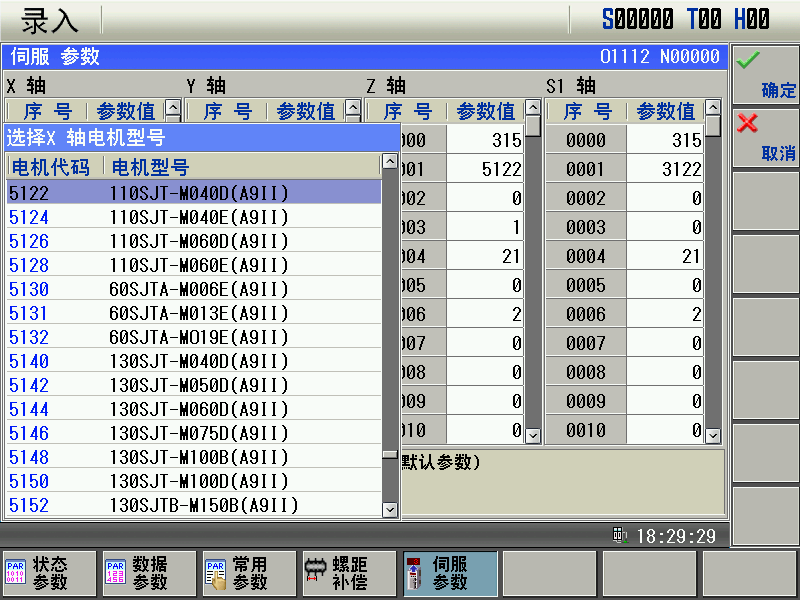 录入 S00000 T00 H00
伺服 参数 O1112 N00000
X 轴 Y 轴 Z 轴 S1 轴
序 号 参数值 序 号 参数值 序 号 参数值 序 号 参数值
选择X 轴电机型号
电机代码 电机型号
5122 110SJT-M040D(A9II)
5124 110SJT-M040E(A9II)
5126 110SJT-M060D(A9II)
5128 110SJT-M060E(A9II)
5130 60SJTA-M006E(A9II)
5131 60SJTA-M013E(A9II)
5132 60SJTA-MO19E(A9II)
5140 130SJT-M040D(A9II)
5142 130SJT-M050D(A9II)
5144 130SJT-M060D(A9II)
5146 130SJT-M075D(A9II)
5148 130SJT-M100B(A9II)
5150 130SJT-M100D(A9II)
5152 130SJTB-M150B(A9II)
000 315 0000 315
001 5122 0001 3122
002 0 0002 0
003 1 0003 0
004 21 0004 21
005 0 0005 0
006 2 0006 2
007 0 0007 0
008 0 0008 0
009 0 0009 0
010 0 0010 0
默认参数)
确定
取消
18:29:29
PAR 0101 0011 状态参数
PAR 123 456 数据参数
PAR 常用参数
螺距补偿
伺服参数